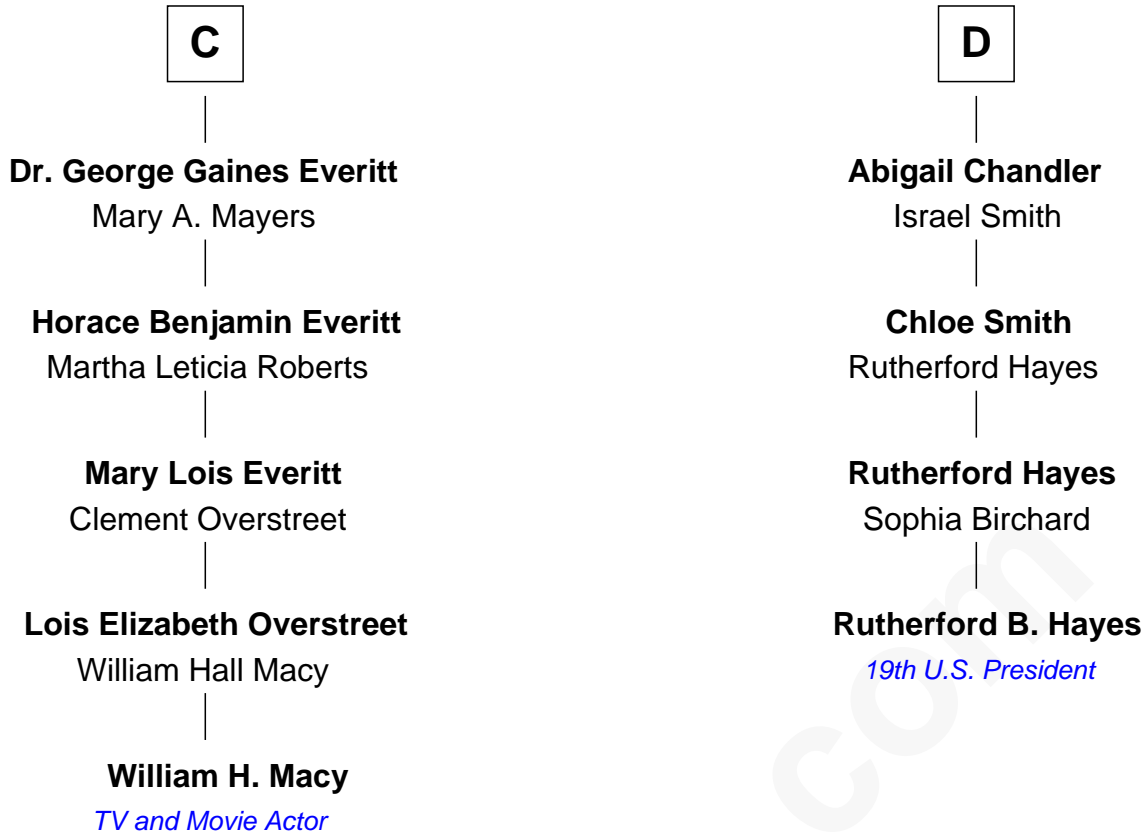 C
Dr. George Gaines Everitt
Mary A. Mayers
Horace Benjamin Everitt
Martha Leticia Roberts
Mary Lois Everitt
Clement Overstreet
Lois Elizabeth Overstreet
William Hall Macy
William H. Macy
TV and Movie Actor
D
Abigail Chandler
Israel Smith
Chloe Smith
Rutherford Hayes
Rutherford Hayes
Sophia Birchard
Rutherford B. Hayes
19th U.S. President
com